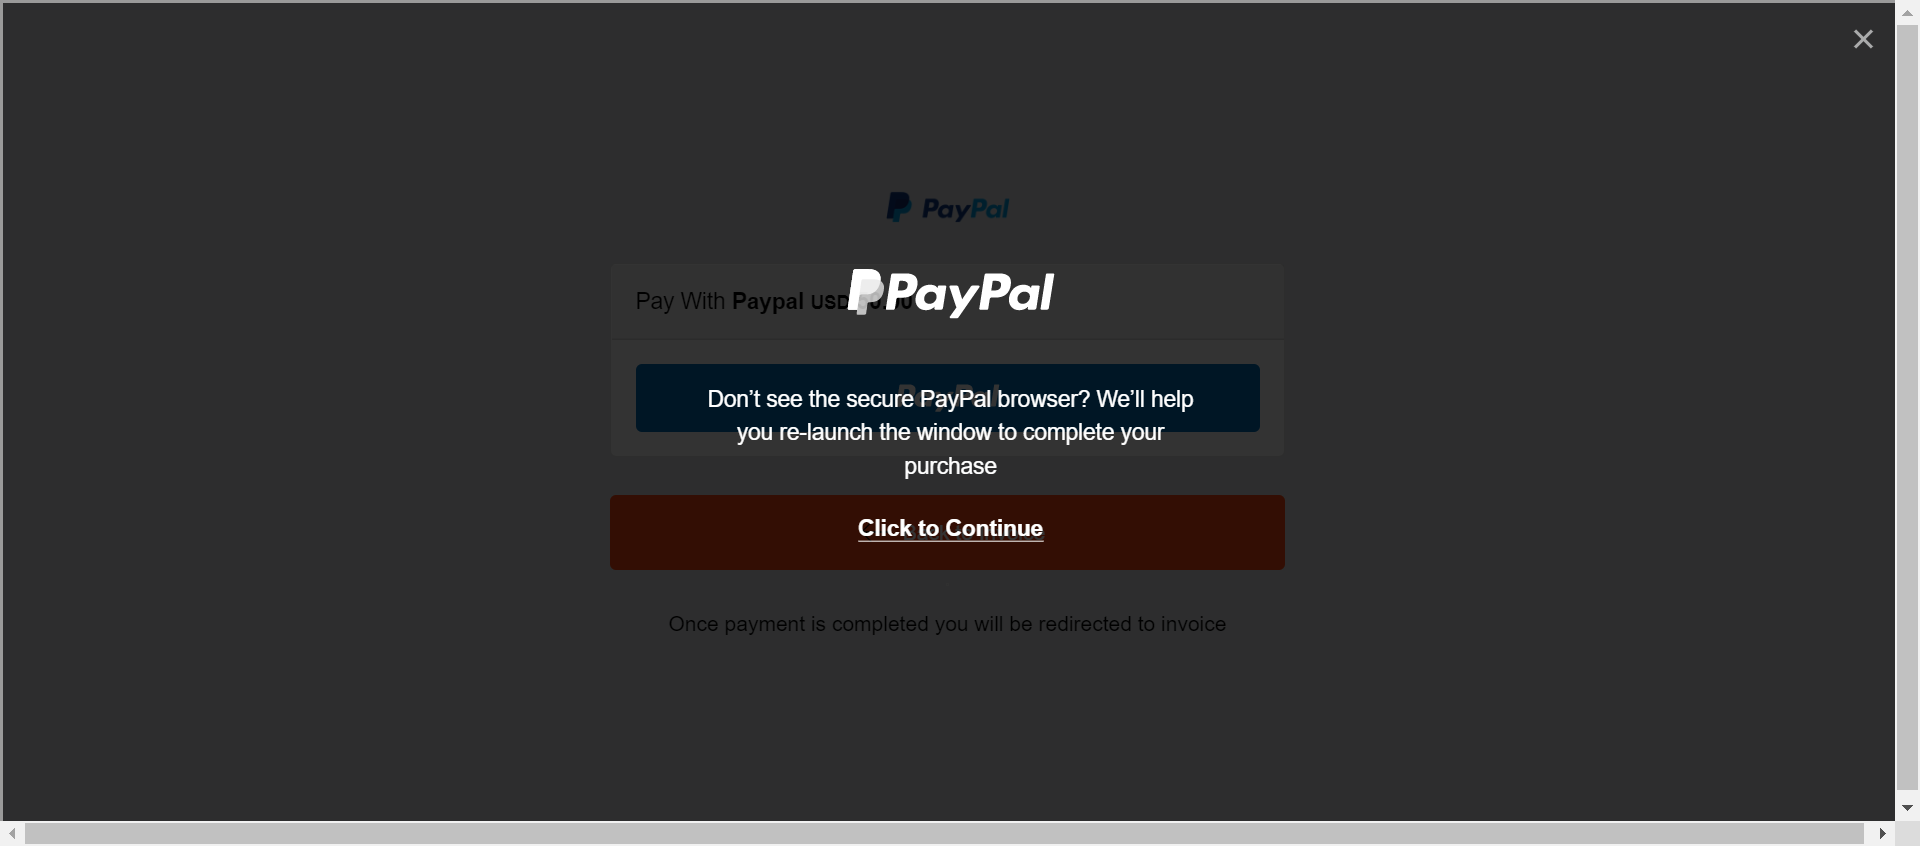 PayPal
PayPal
Pay With Paypal USD
Don’t see the secure PayPal browser? We’ll help
you re-launch the window to complete your
purchase
Click to Continue
Once payment is completed you will be redirected to invoice